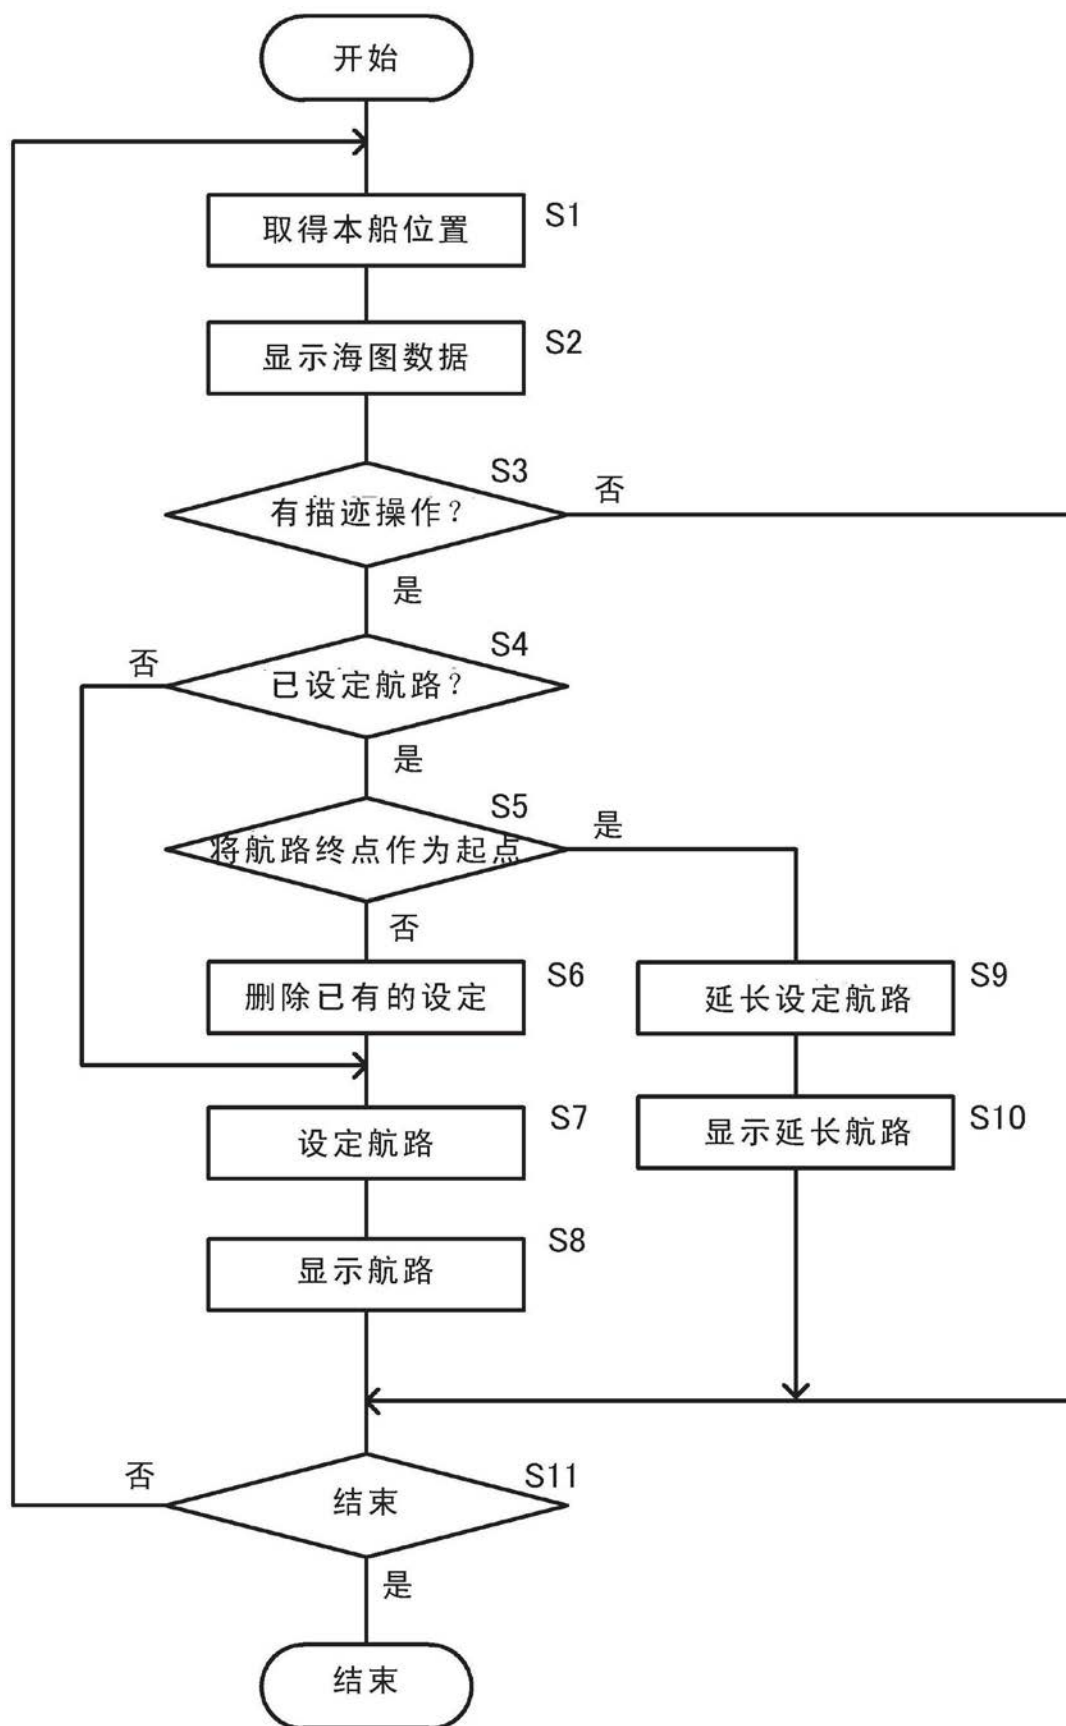 开始
取得本船位置
S1
显示海图数据
S2
S3
有描迹操作？
否
是
S4
否
已设定航路？
是
S5
将航路终点作为起点
是
否
删除已有的设定
S6
延长设定航路
S9
设定航路
S7
显示延长航路
S10
显示航路
S8
否
结束
S11
是
结束